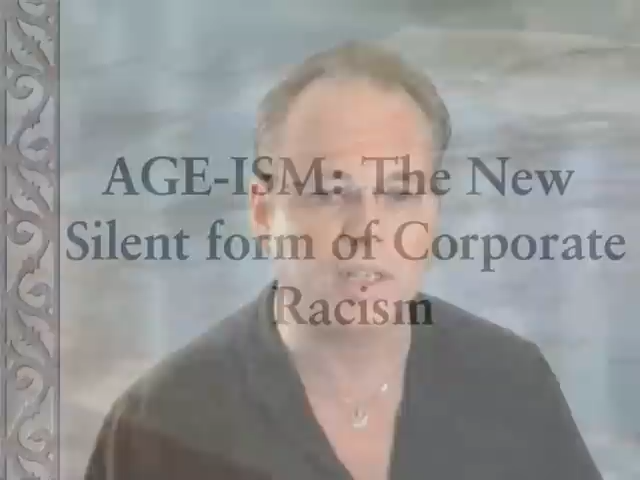 AGE-ISM: The New
Silent form of Corporate
Racism